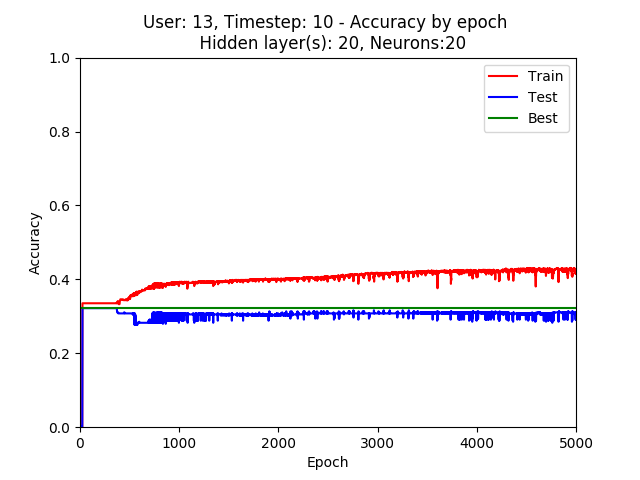 User: 13, Timestep: 10 - Accuracy by epoch
Hidden layer(s): 20, Neurons:20
1.0
0.8
0.6
0.4
0.2
0.0
Accuracy
Train
Test
Best
0 1000 2000 3000 4000 5000
Epoch